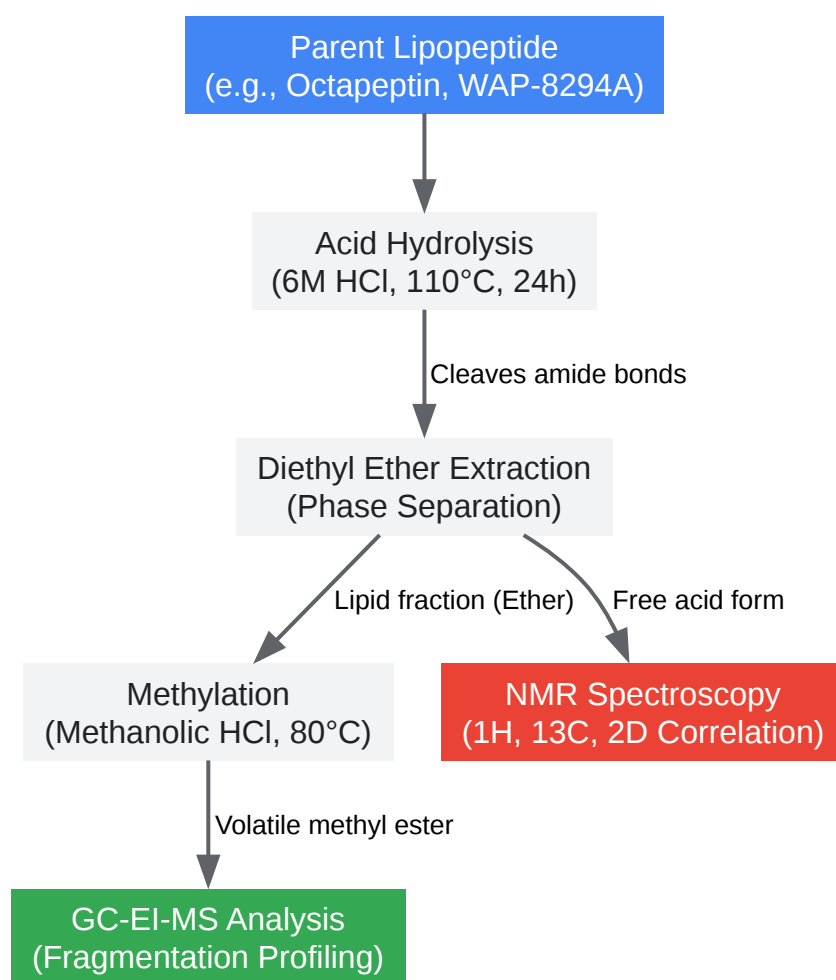 Parent Lipopeptide
(e.g., Octapeptin, WAP-8294A)
Acid Hydrolysis
(6M HCl, 110°C, 24h)
Cleaves amide bonds
Diethyl Ether Extraction
(Phase Separation)
Lipid fraction (Ether)
Free acid form
Methylation
(Methanolic HCl, 80°C)
NMR Spectroscopy
(1H, 13C, 2D Correlation)
Volatile methyl ester
GC-EI-MS Analysis
(Fragmentation Profiling)